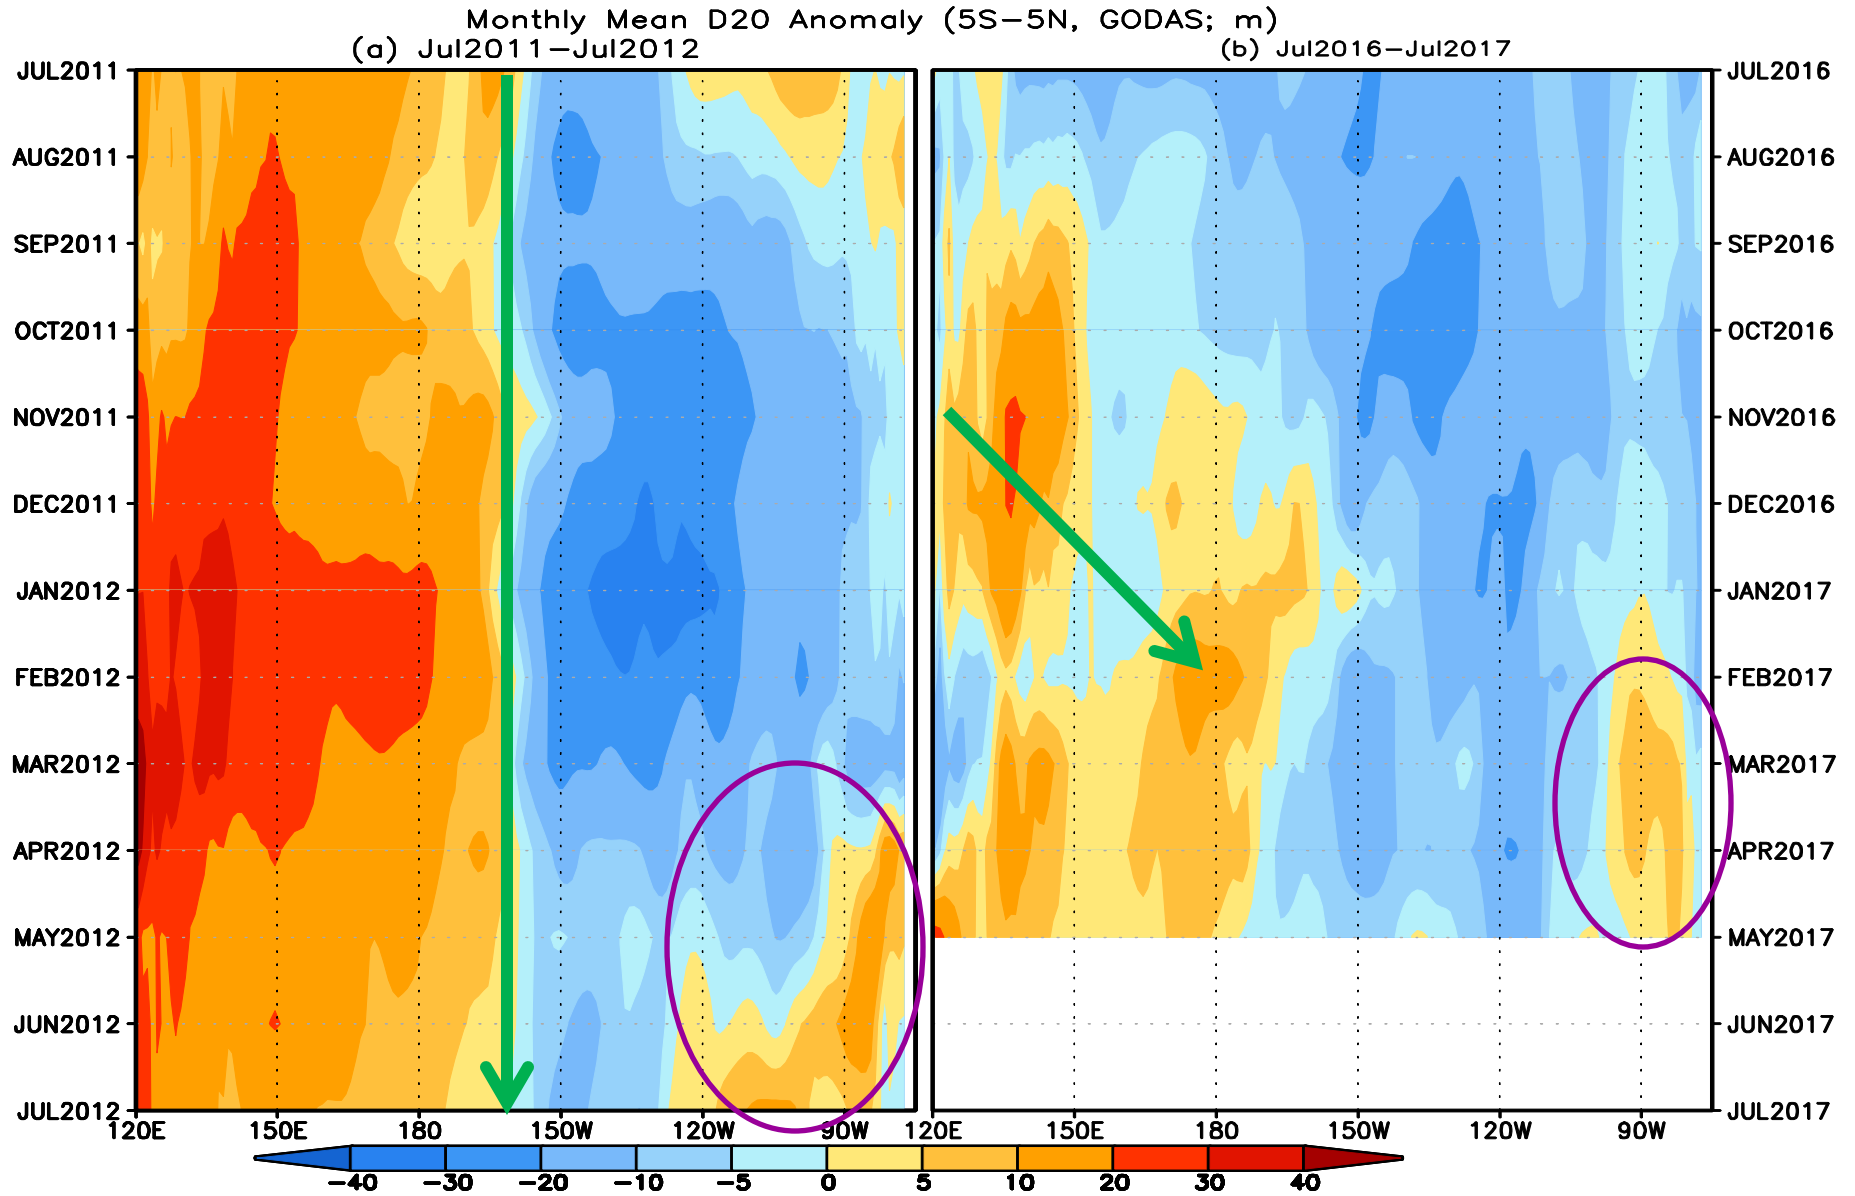 Monthly Mean D20 Anomaly (5S−5N, GODAS; m)
(a) Jul2011−Jul2012
(b) Jul2016−Jul2017
JUL2011
AUG2011
SEP2011
OCT2011
NOV2011
DEC2011
JAN2012
FEB2012
MAR2012
APR2012
MAY2012
JUN2012
JUL2012
JUL2016
AUG2016
SEP2016
OCT2016
NOV2016
DEC2016
JAN2017
FEB2017
MAR2017
APR2017
MAY2017
JUN2017
JUL2017
120E 150E 180 150W 120W 90W
120E 150E 180 150W 120W 90W
−40 −30 −20 −10 −5 0 5 10 20 30 40